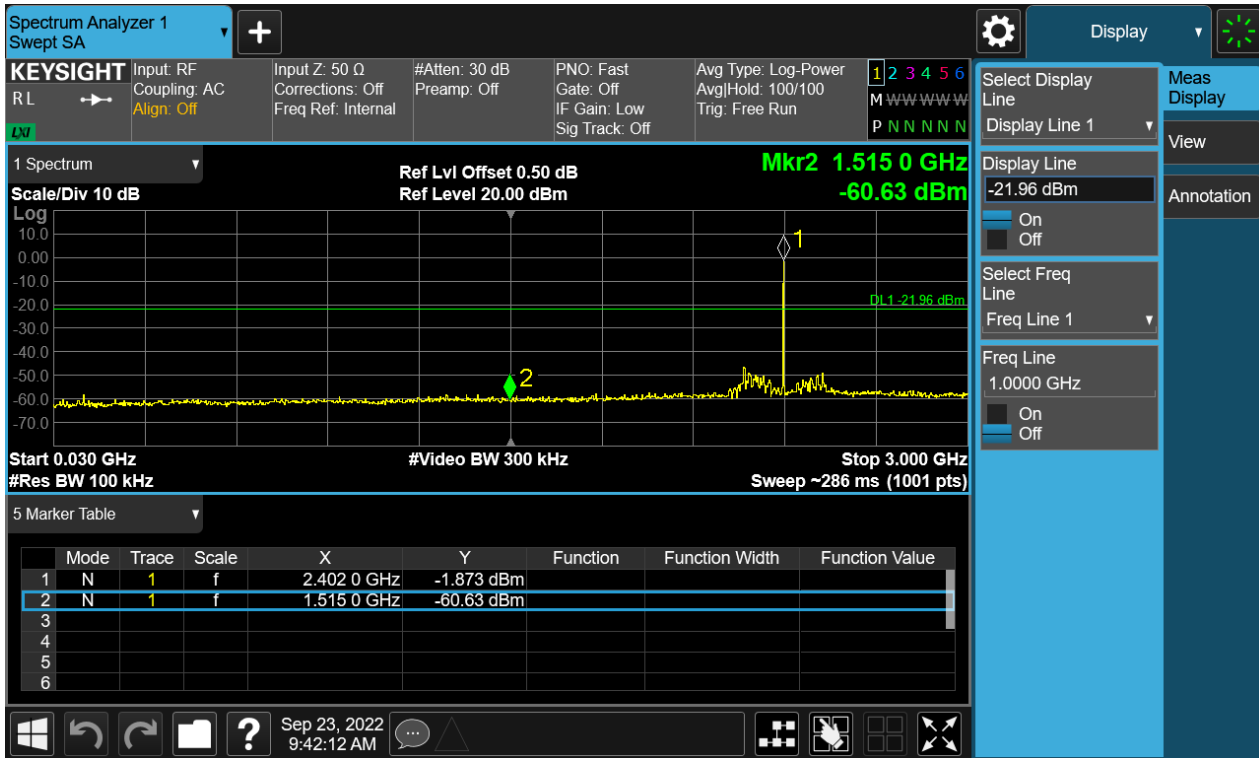 Spectrum Analyzer 1
Swept SA
+
Display
KEYSIGHT
R L
LXI
Input: RF
Coupling: AC
Align: Off
Input Z: 50 Ω
Corrections: Off
Freq Ref: Internal
#Atten: 30 dB
Preamp: Off
PNO: Fast
Gate: Off
IF Gain: Low
Sig Track: Off
Avg Type: Log-Power
Avg|Hold: 100/100
Trig: Free Run
1 2 3 4 5 6
M W W W W W W
P N N N N N N
1 Spectrum
Scale/Div 10 dB
Ref Lvl Offset 0.50 dB
Ref Level 20.00 dBm
Mkr2 1.515 0 GHz
-60.63 dBm
Log
10.0
0.00
-10.0
-20.0
-30.0
-40.0
-50.0
-60.0
-70.0
1
DL1 -21.96 dBm
2
Start 0.030 GHz
#Video BW 300 kHz
Stop 3.000 GHz
#Res BW 100 kHz
Sweep ~286 ms (1001 pts)
5 Marker Table
Mode Trace Scale X Y Function Function Width Function Value
1 N 1 f 2.402 0 GHz -1.873 dBm
2 N 1 f 1.515 0 GHz -60.63 dBm
3
4
5
6
?
Sep 23, 2022
9:42:12 AM
Select Display
Line
Display Line 1
Display Line
-21.96 dBm
On
Off
Select Freq
Line
Freq Line 1
Freq Line
1.0000 GHz
On
Off
Meas
Display
View
Annotation